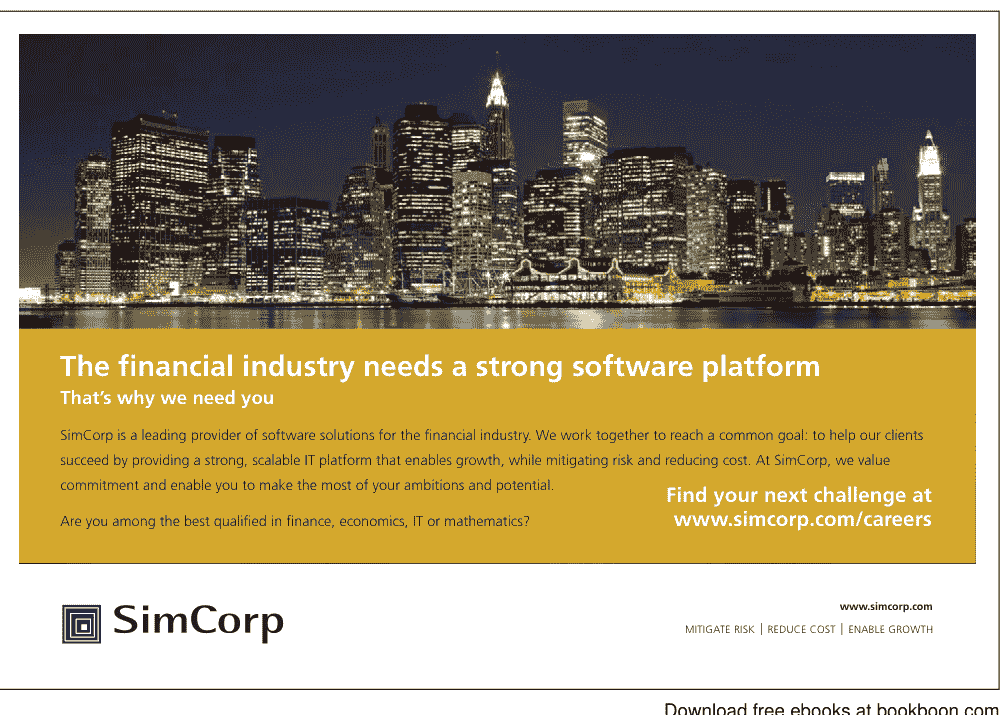 The financial industry needs a strong software platform
That's why we need you
SimCorp is a leading provider of software solutions for the financial industry. We work together to reach a common goal: to help our clients
succeed by providing a strong, scalable IT platform that enables growth, while mitigating risk and reducing cost. At SimCorp, we value
commitment and enable you to make the most of your ambitions and potential.
Are you among the best qualified in finance, economics, IT or mathematics?
Find your next challenge at
www.simcorp.com/careers
SimCorp
www.simcorp.com
MITIGATE RISK | REDUCE COST | ENABLE GROWTH
Download free ebooks at bookboon.com